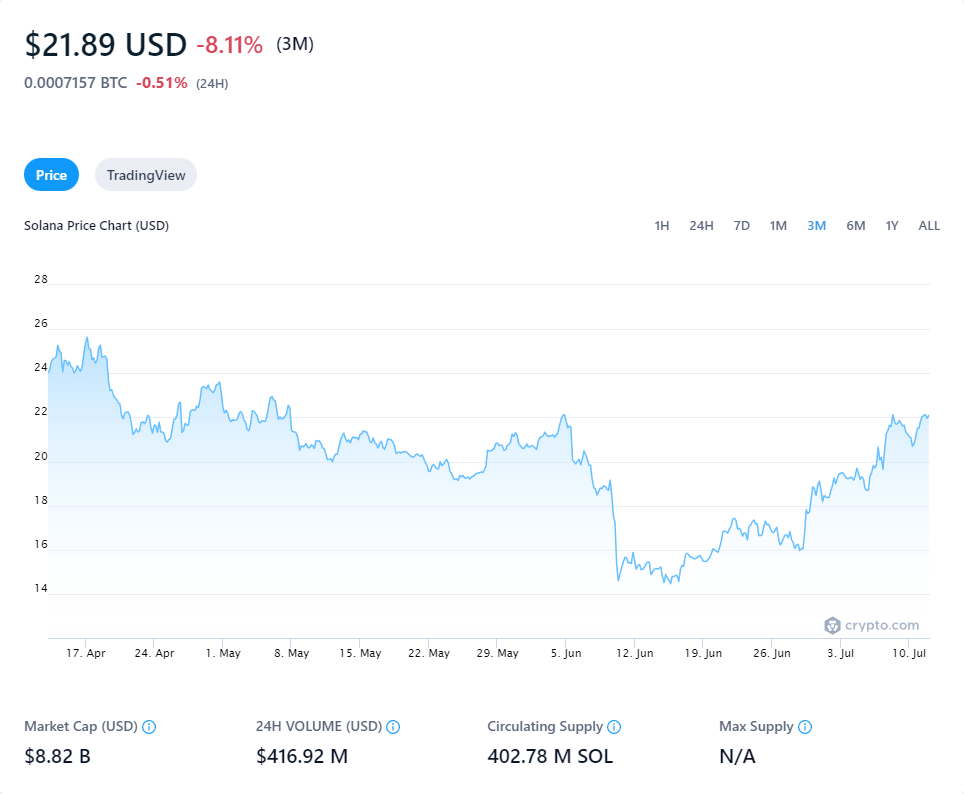 $21.89 USD -8.11% (3M)
0.0007157 BTC -0.51% (24H)
Price TradingView
Solana Price Chart (USD) 1H 24H 7D 1M 3M 6M 1Y ALL
28
26
24
22
20
18
16
14
crypto.com
17. Apr 24. Apr 1. May 8. May 15. May 22. May 29. May 5. Jun 12. Jun 19. Jun 26. Jun 3. Jul 10. Jul
Market Cap (USD) 24H VOLUME (USD) Circulating Supply Max Supply
$8.82 B $416.92 M 402.78 M SOL N/A